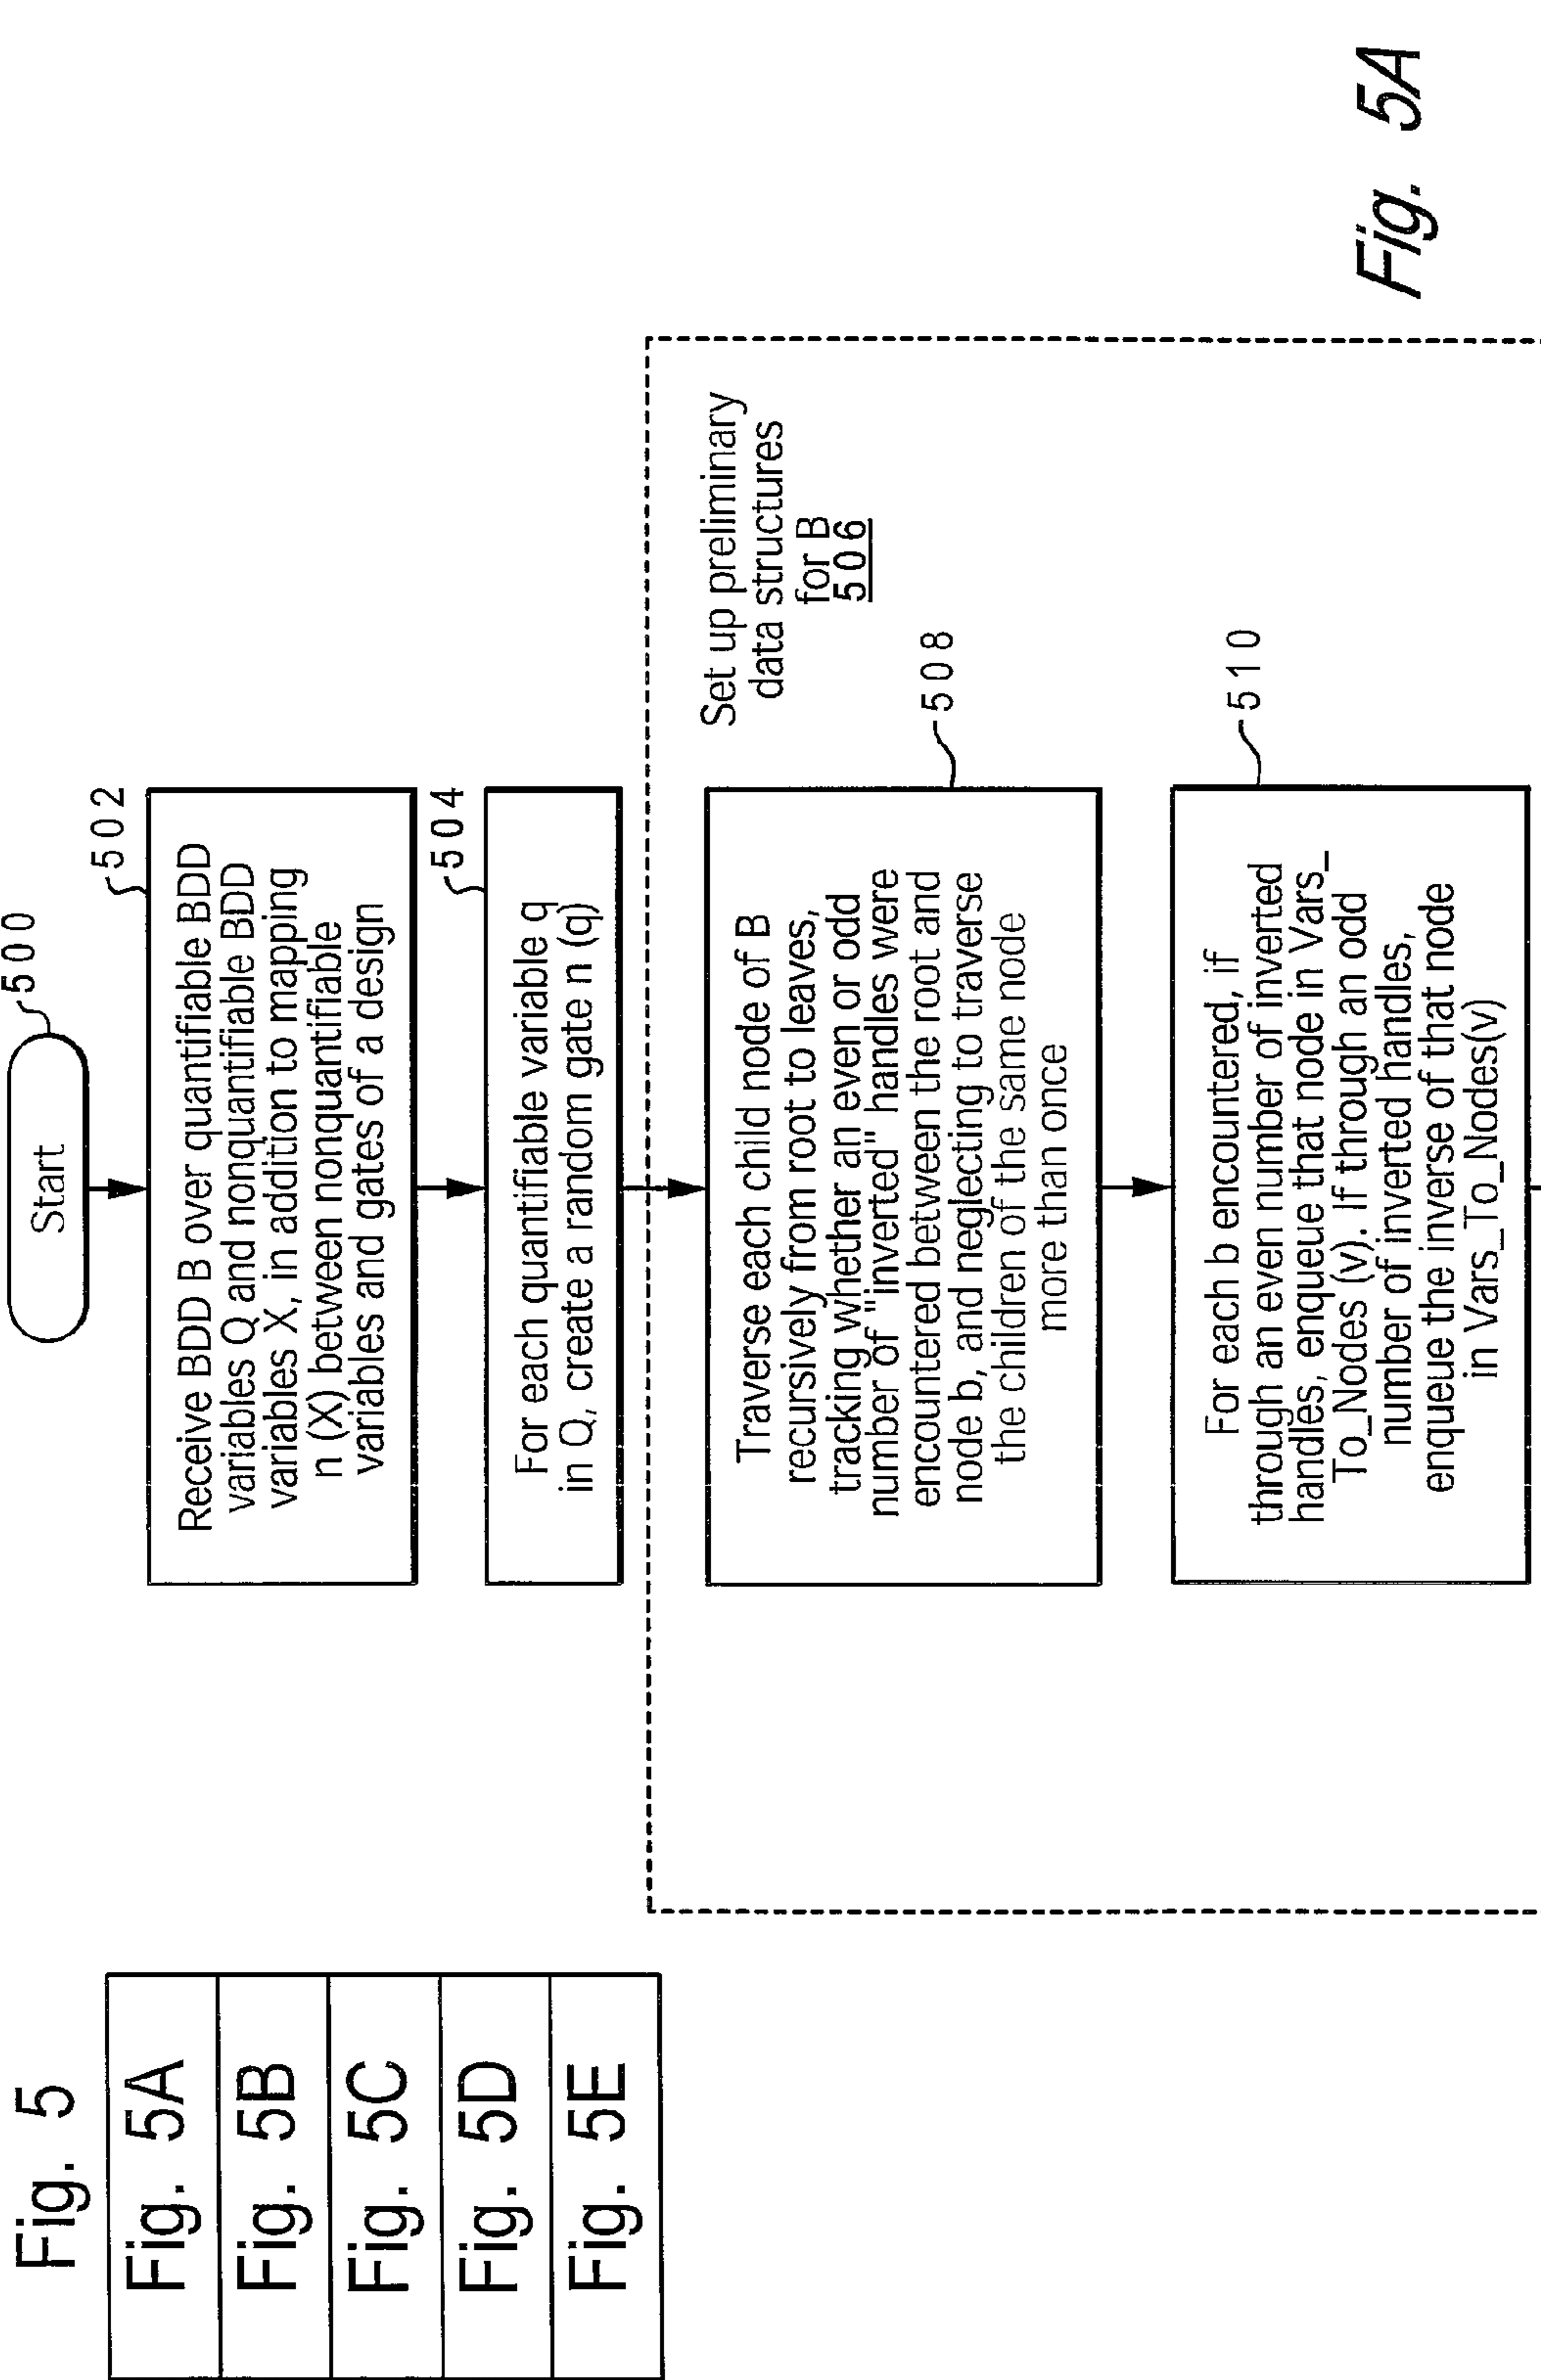 Fig. 5
Fig. 5A
Fig. 5B
Fig. 5C
Fig. 5D
Fig. 5E
Start
500
502
Receive BDD B over quantifiable BDD
variables Q and nonquantifiable BDD
variables X, in addition to mapping
n (X) between nonquantifiable
variables and gates of a design
504
For each quantifiable variable q
in Q, create a random gate n (q)
Set up preliminary
data structures
for B
506
508
Traverse each child node of B
recursively from root to leaves,
tracking whether an even or odd
number of "inverted" handles were
encountered between the root and
node b, and neglecting to traverse
the children of the same node
more than once
510
For each b encountered, if
through an even number of inverted
handles, enqueue that node in Vars_
To_Nodes (v). If through an odd
number of inverted handles,
enqueue the inverse of that node
in Vars_To_Nodes(v)
Fig. 5A